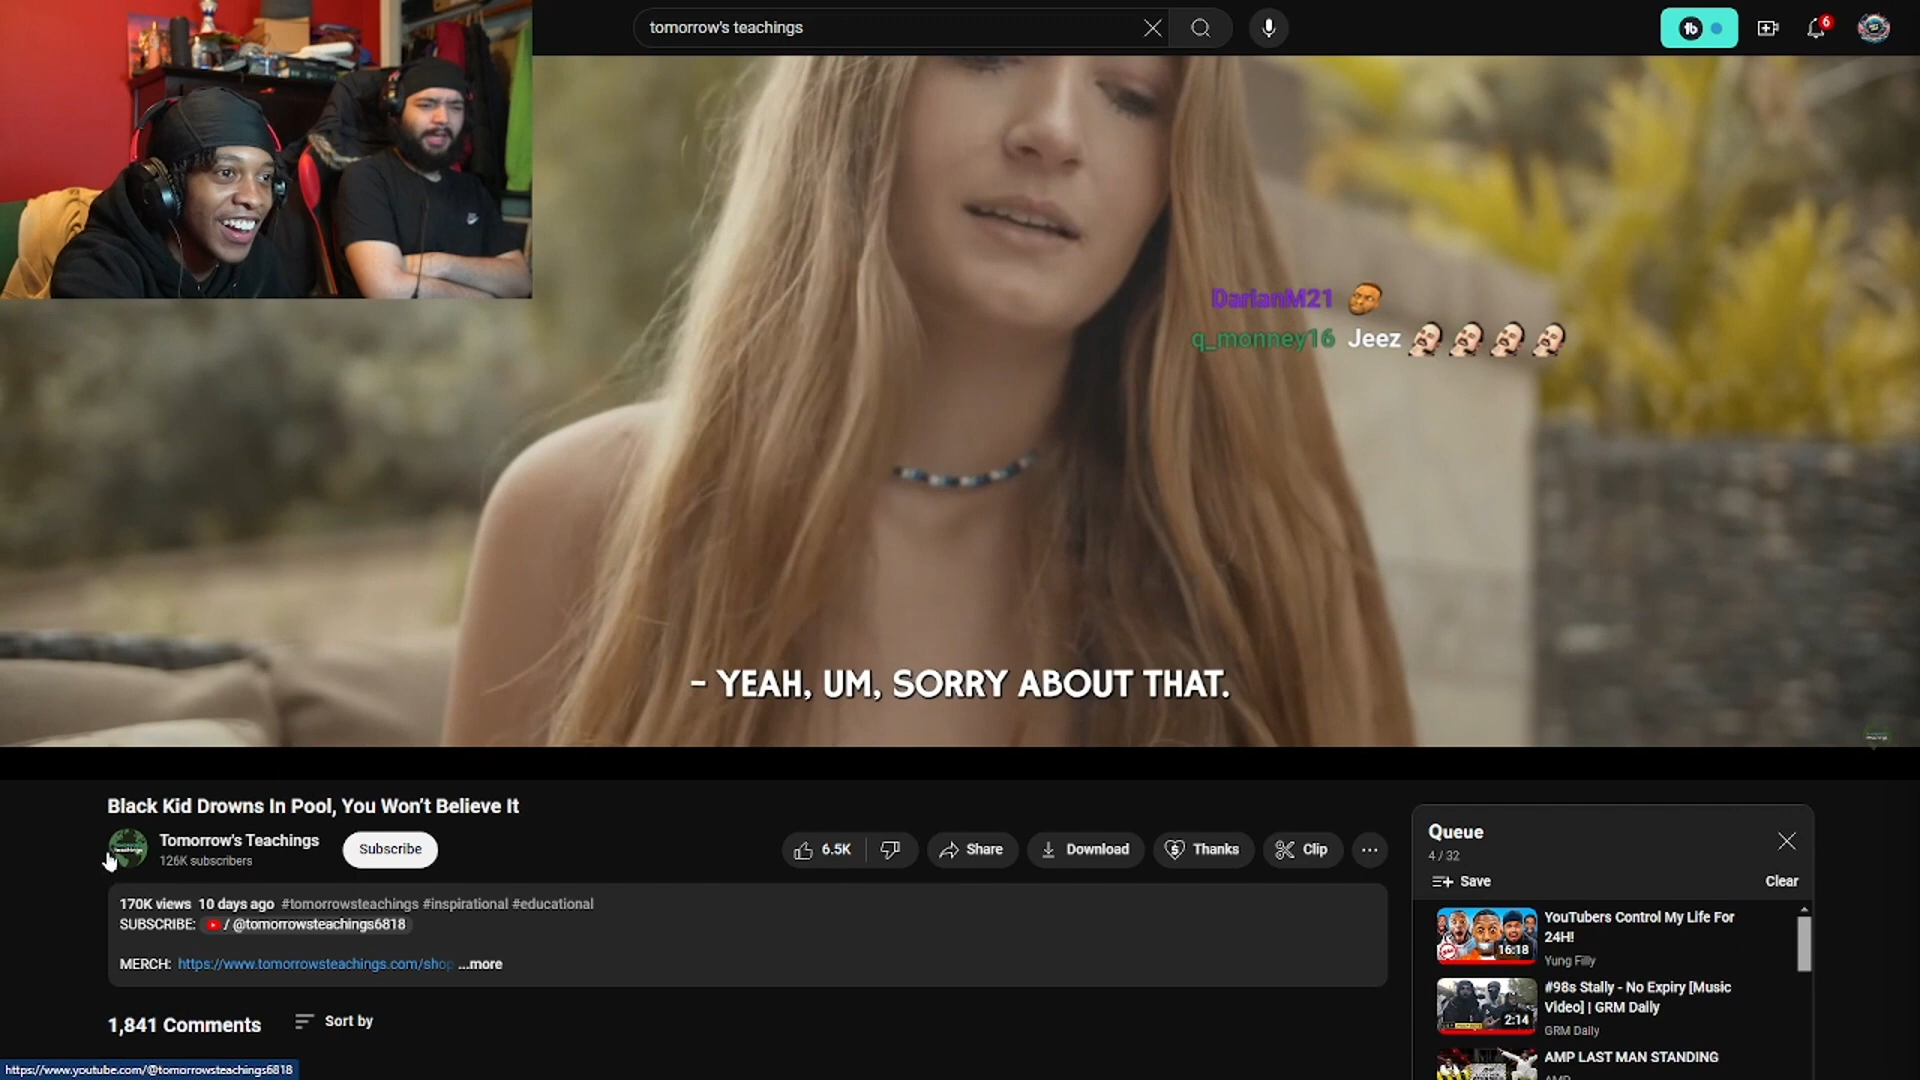 tomorrow's teachings
6
DarianM21
q_monney16 Jeez
- YEAH, UM, SORRY ABOUT THAT.
Black Kid Drowns In Pool, You Won't Believe It
Tomorrow's Teachings
126K subscribers
Subscribe
6.5K
Share
Download
Thanks
Clip
170K views 10 days ago #tomorrowsteachings #inspirational #educational
SUBSCRIBE: / @tomorrowsteachings6818
MERCH: https://www.tomorrowsteachings.com/shop ...more
1,841 Comments
Sort by
Queue
4 / 32
Save
Clear
16:18
YouTubers Control My Life For
24H!
Yung Filly
2:14
#98s Stally - No Expiry [Music
Video] | GRM Daily
GRM Daily
AMP LAST MAN STANDING
https://www.youtube.com/@tomorrowsteachings6818